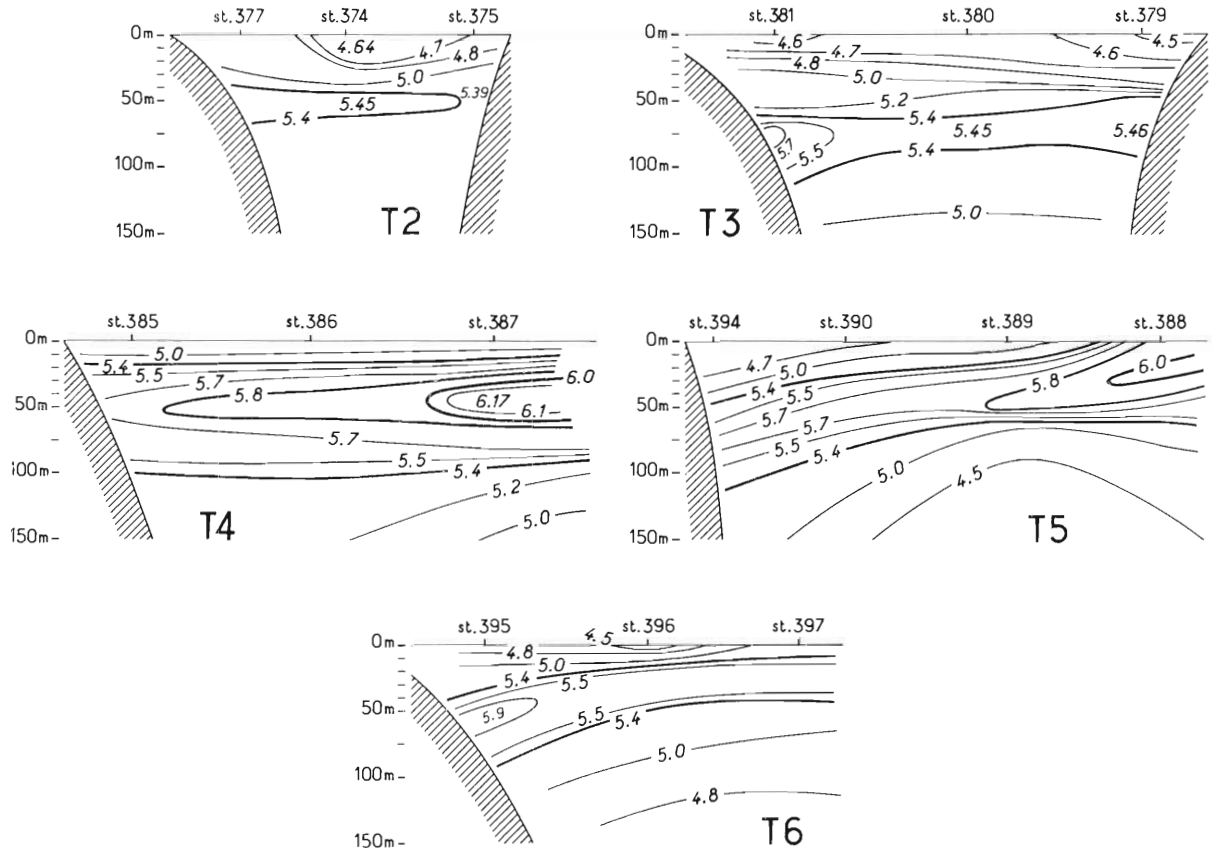 st.377 st.374 st.375
0m
50m
100m
150m
4.64 4.7 4.8
5.0
5.39
5.45
5.4
T2
st.381 st.380 st.379
0m
50m
100m
150m
4.6 4.7 4.6 4.5
4.8
5.0
5.2
5.4
5.7 5.5 5.45 5.46
5.4
5.0
T3
st.385 st.386 st.387
0m
50m
100m
150m
5.0
5.4
5.5
5.7
5.8 6.0
6.17
6.1
5.7
5.5
5.4
5.2
5.0
T4
st.394 st.390 st.389 st.388
0m
50m
100m
150m
4.7 5.0
5.4
5.5 5.8 6.0
5.7
5.7
5.5
5.4
5.0
4.5
T5
st.395 st.396 st.397
0m
50m
100m
150m
4.5
4.8
5.0
5.4
5.5
5.9 5.5
5.4
5.0
4.8
T6